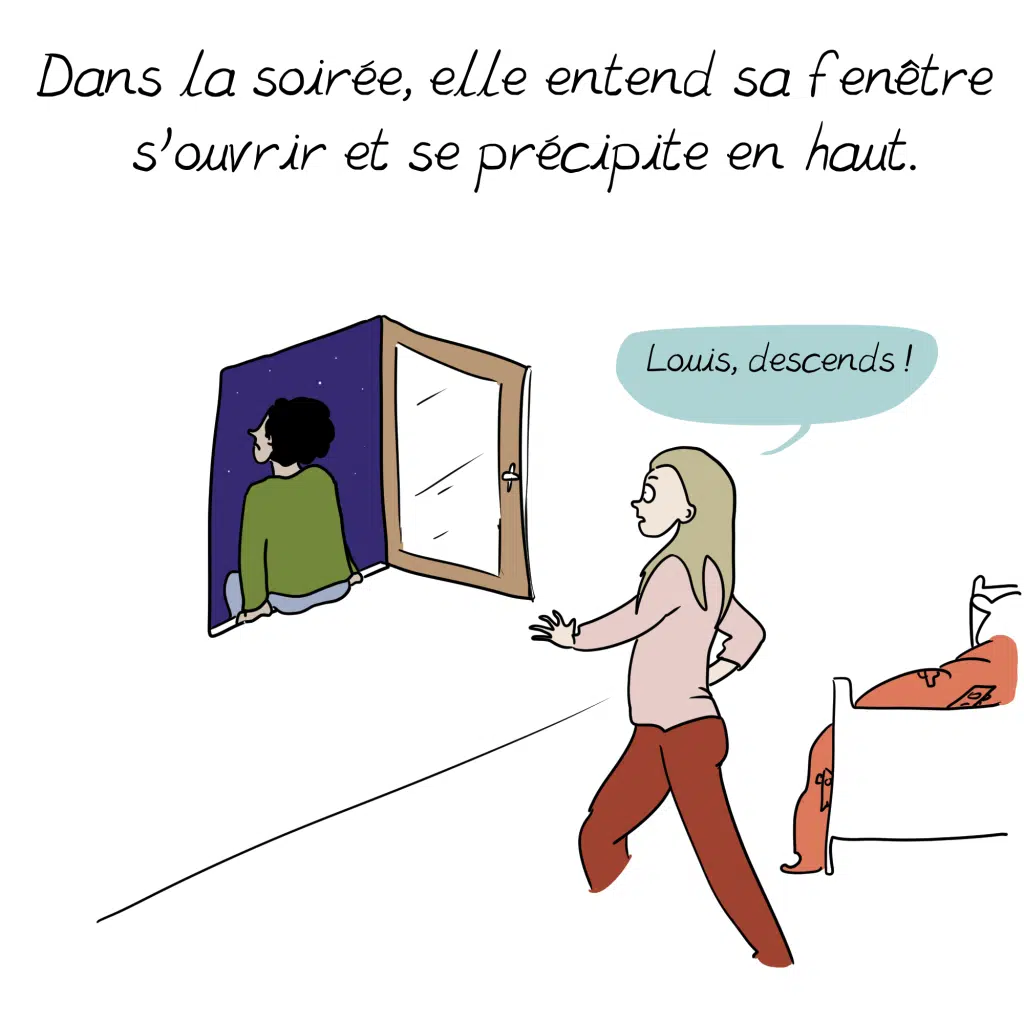 Dans la soirée, elle entend sa fenêtre
s'ouvrir et se précipite en haut.
Louis, descends !